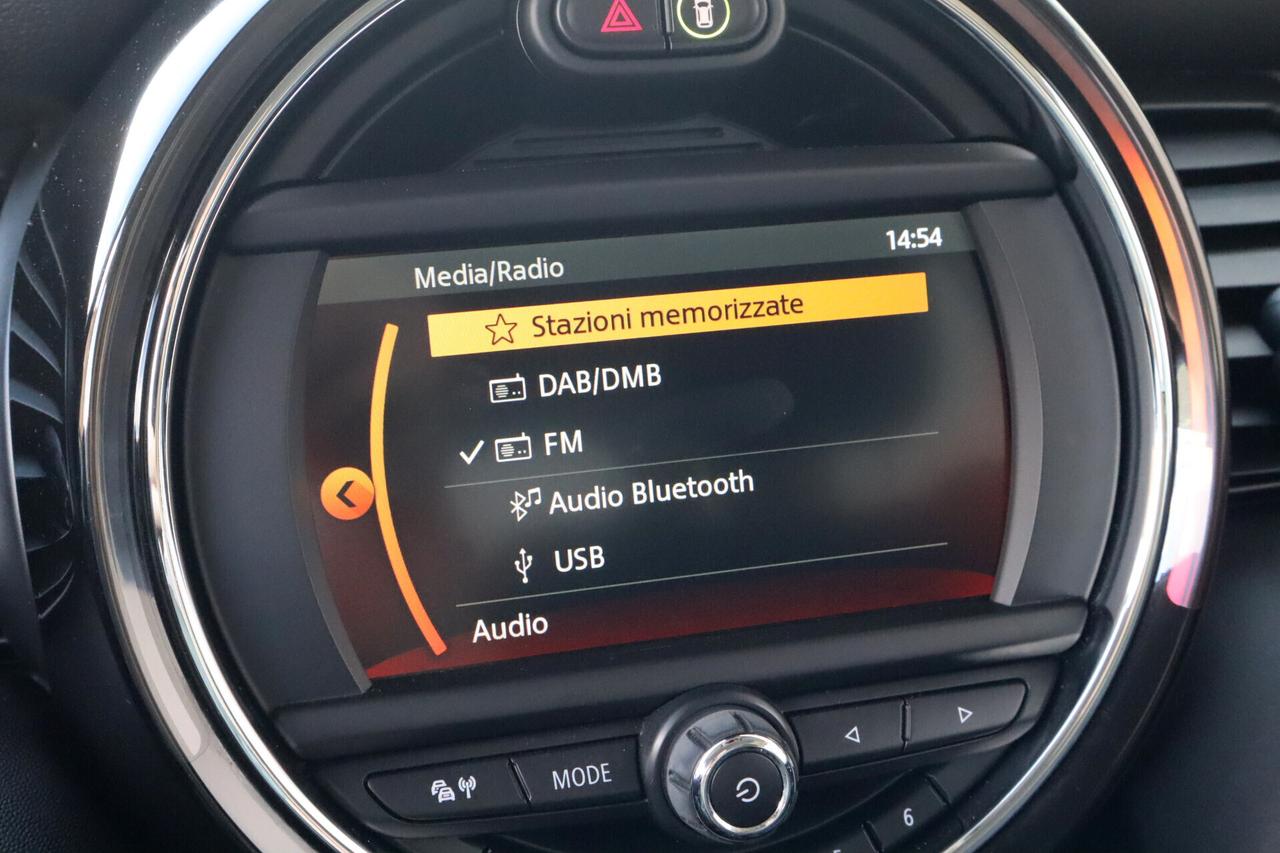 14:54
Media/Radio
Stazioni memorizzate
DAB/DMB
FM
Audio Bluetooth
USB
Audio
MODE
6